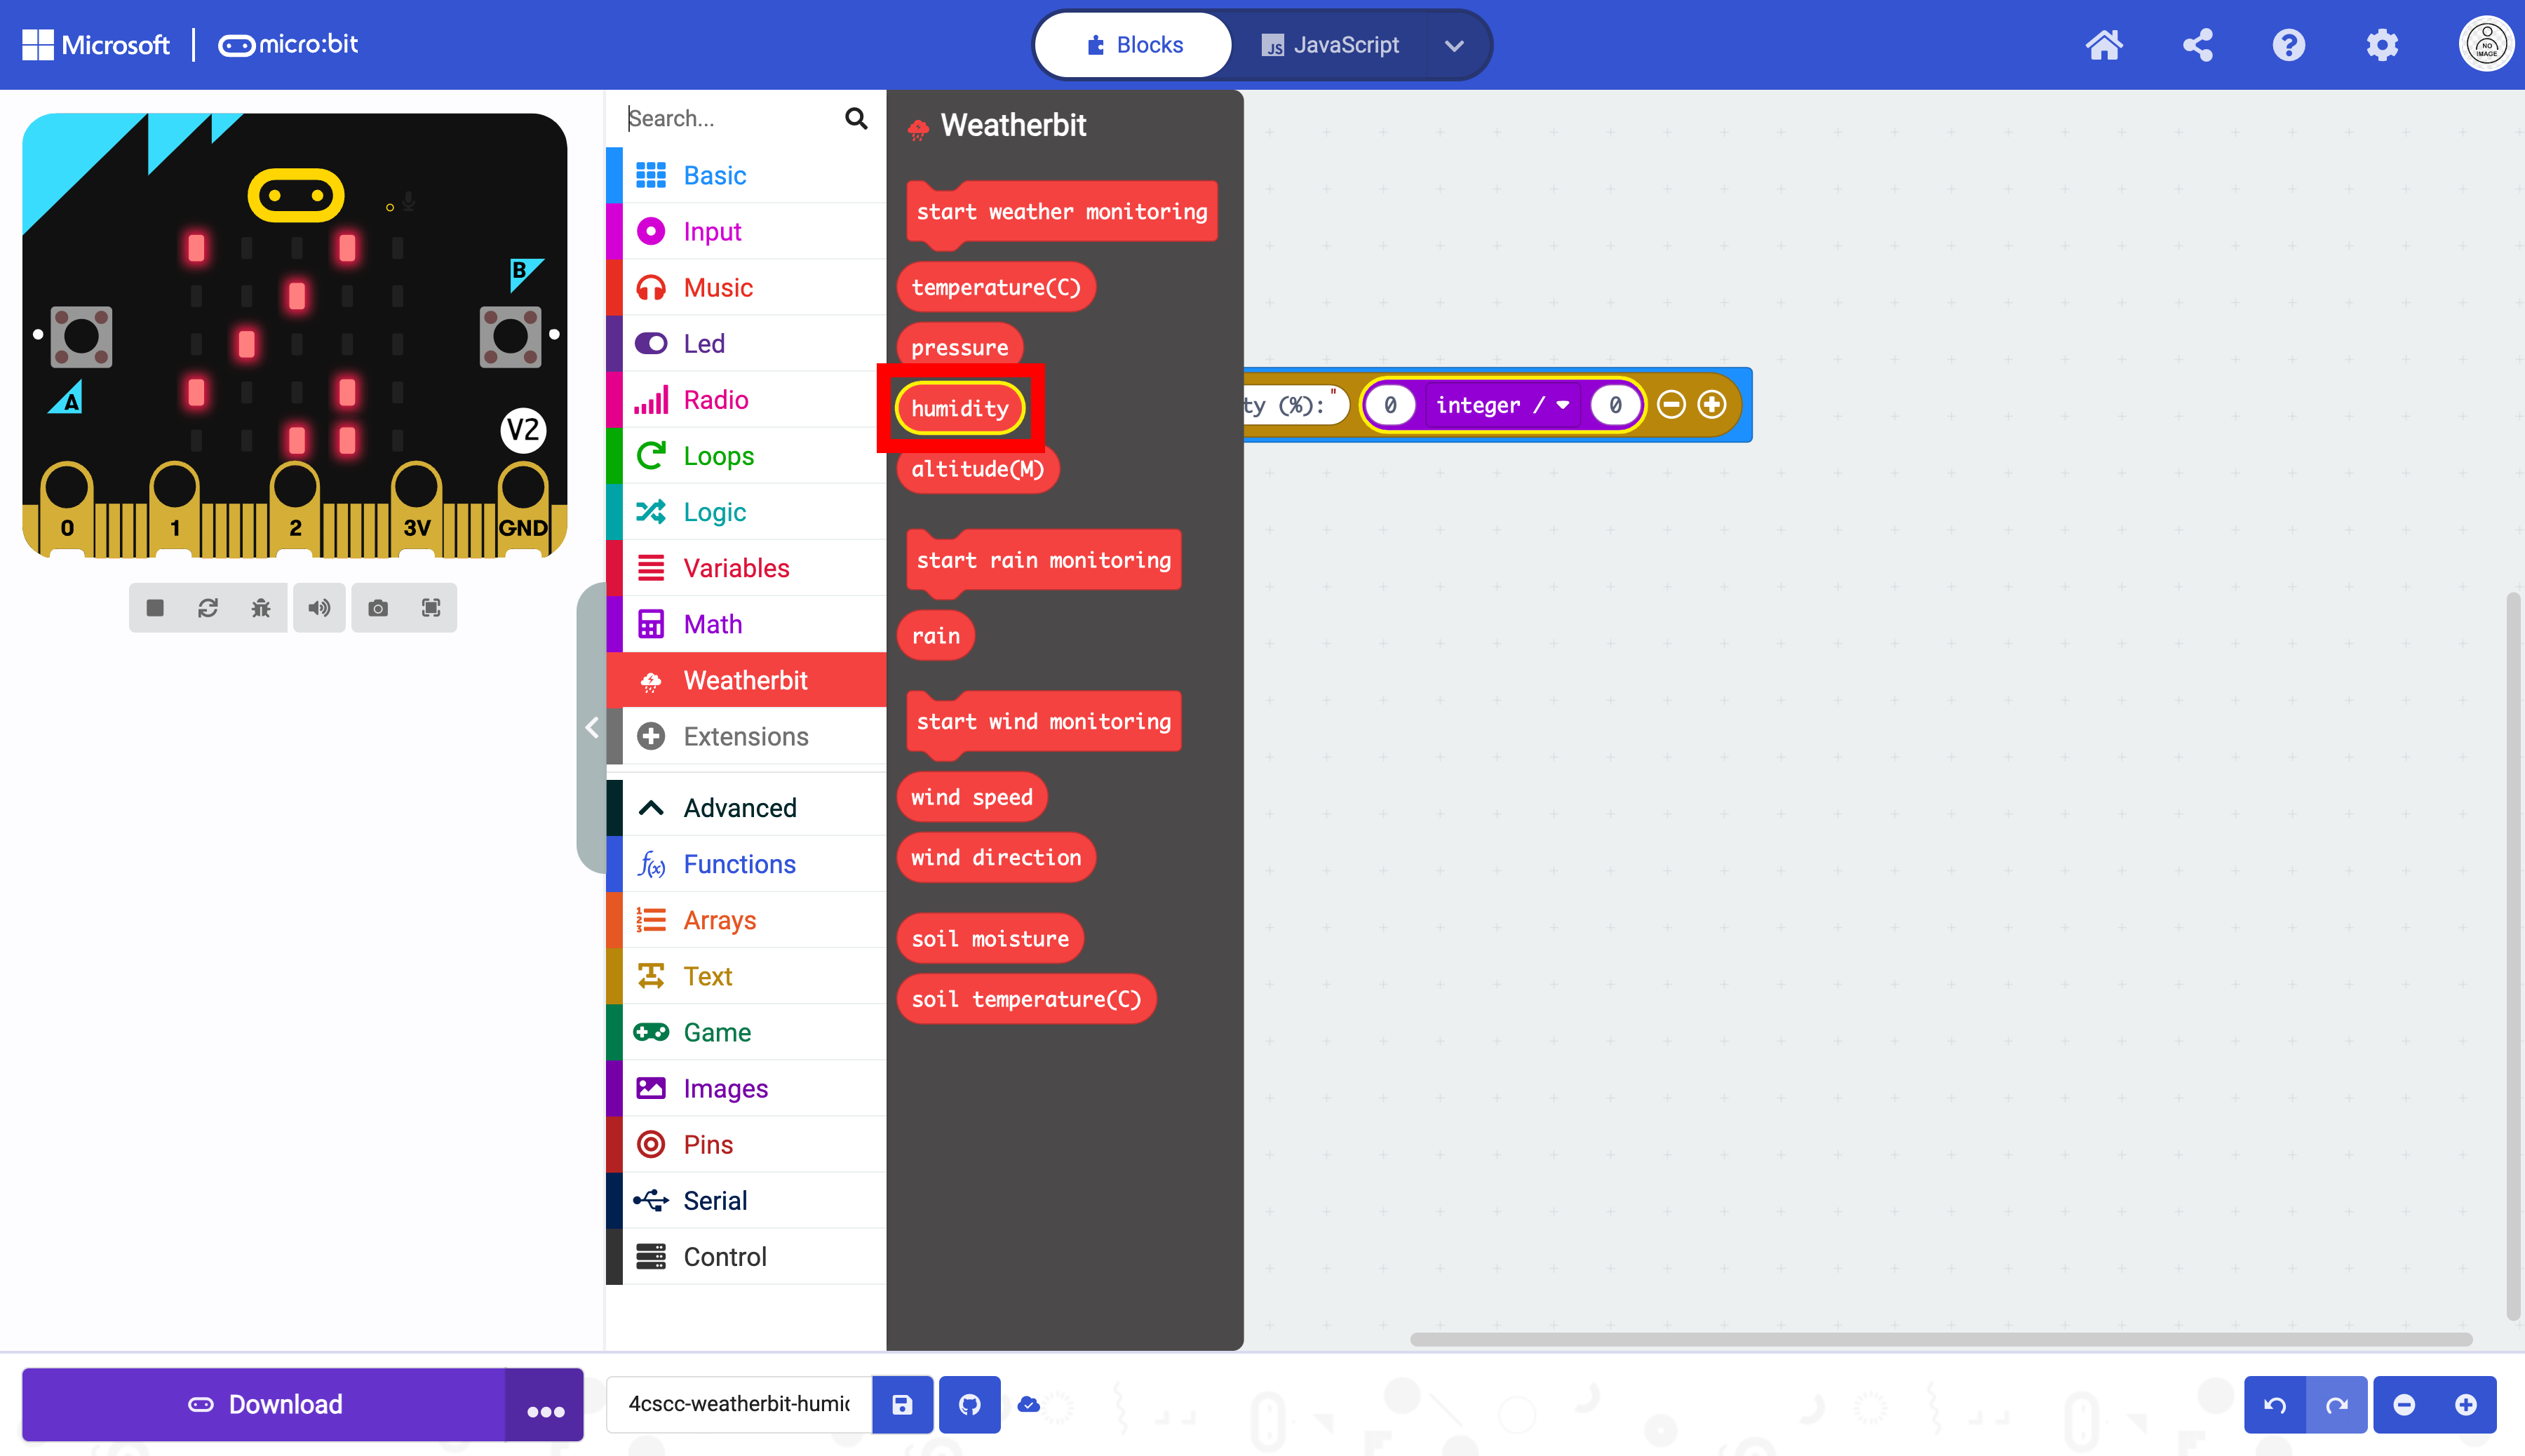 Microsoft | micro:bit
Blocks
JavaScript
NO
IMAGE
Search...
Basic
Input
Music
Led
Radio
Loops
Logic
Variables
Math
Weatherbit
Extensions
Advanced
Functions
Arrays
Text
Game
Images
Pins
Serial
Control
Weatherbit
start weather monitoring
temperature(C)
pressure
humidity
altitude(M)
start rain monitoring
rain
start wind monitoring
wind speed
wind direction
soil moisture
soil temperature(C)
ty (%): " 0 integer / 0
B
A
V2
0 1 2 3V GND
Download
4cscc-weatherbit-humic